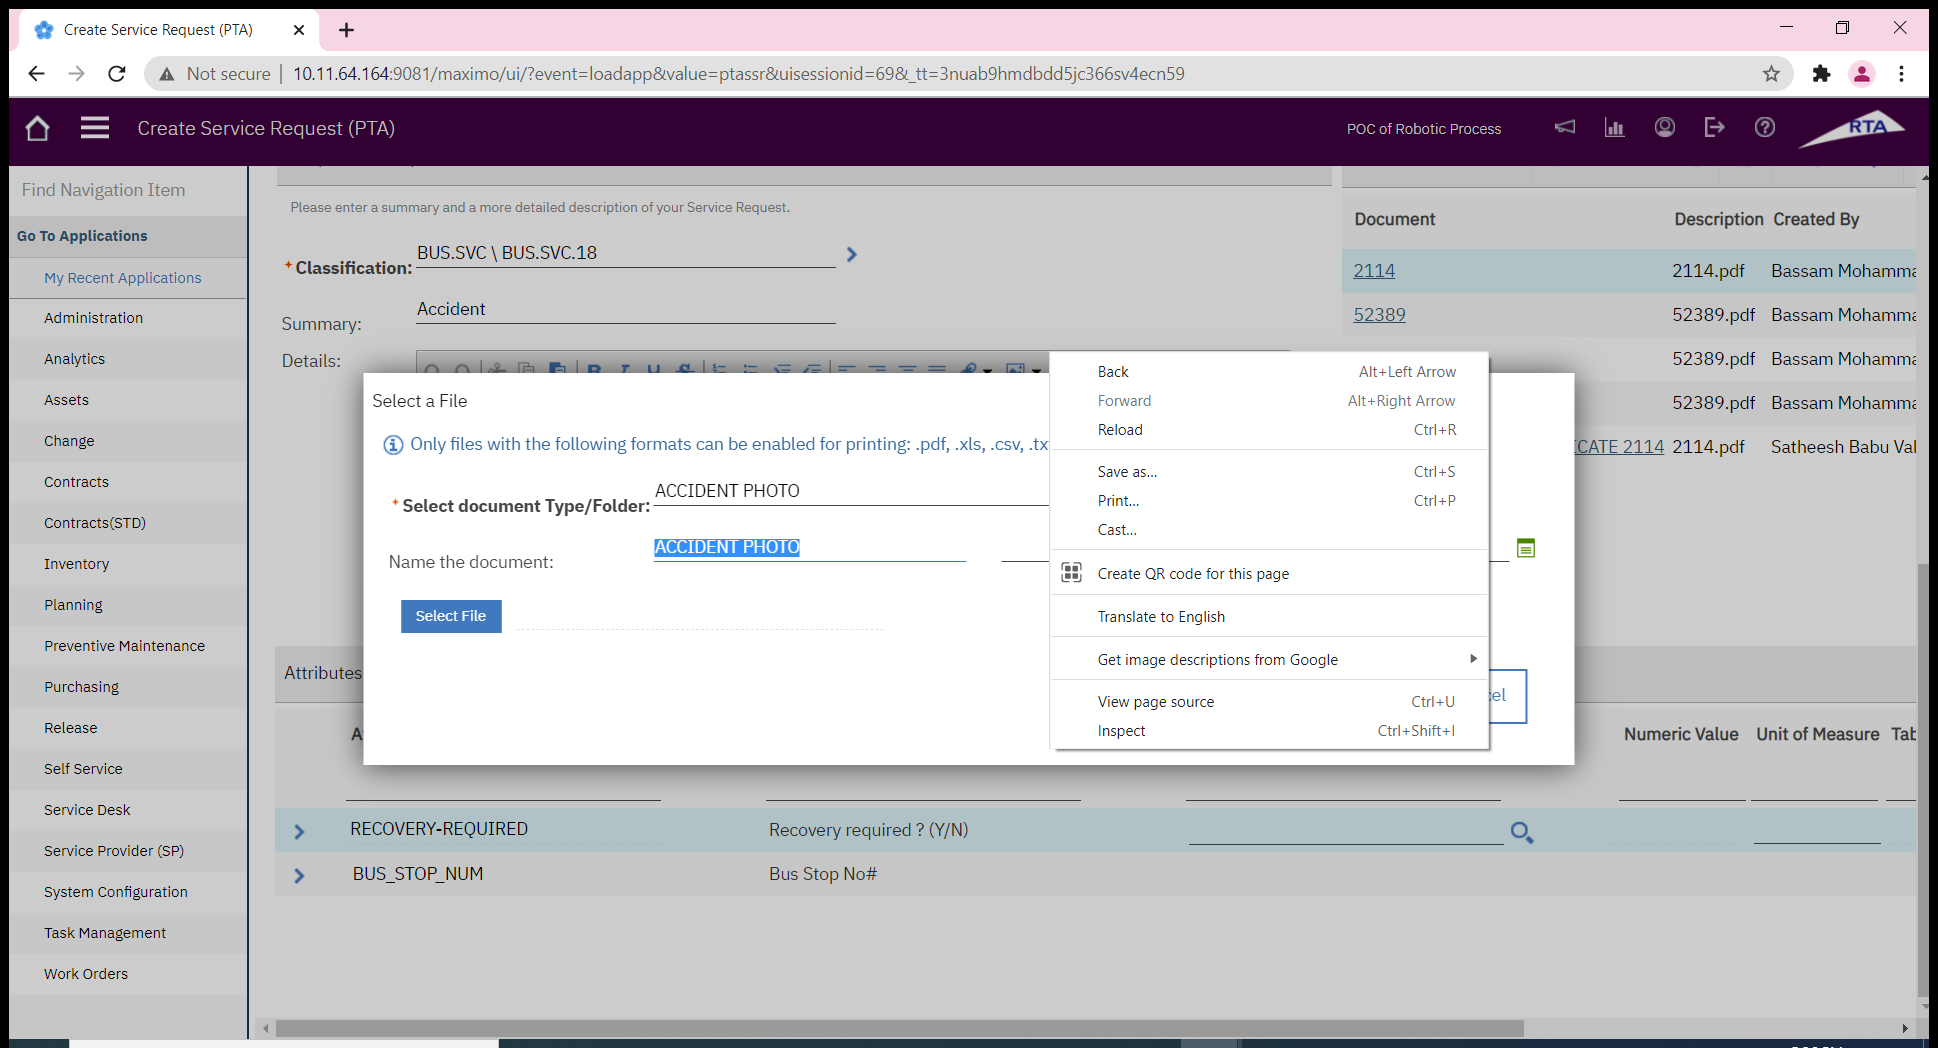 Create Service Request (PTA)
Not secure
10.11.64.164:9081/maximo/ui/?event=loadapp&value=ptassr&uisessionid=69&_tt=3nuab9hmdbdd5jc366sv4ecn59
Create Service Request (PTA)
POC of Robotic Process
RTA
Find Navigation Item
Go To Applications
My Recent Applications
Administration
Analytics
Assets
Change
Contracts
Contracts(STD)
Inventory
Planning
Preventive Maintenance
Purchasing
Release
Self Service
Service Desk
Service Provider (SP)
System Configuration
Task Management
Work Orders
Please enter a summary and a more detailed description of your Service Request.
*Classification: BUS.SVC \ BUS.SVC.18
Summary: Accident
Details:
Document Description Created By
2114 2114.pdf Bassam Mohamma
52389 52389.pdf Bassam Mohamma
52389.pdf Bassam Mohamma
52389.pdf Bassam Mohamma
ICATE 2114 2114.pdf Satheesh Babu Val
Select a File
Only files with the following formats can be enabled for printing: .pdf, .xls, .csv, .tx
*Select document Type/Folder: ACCIDENT PHOTO
Name the document: ACCIDENT PHOTO
Select File
Back Alt+Left Arrow
Forward Alt+Right Arrow
Reload Ctrl+R
Save as... Ctrl+S
Print... Ctrl+P
Cast...
Create QR code for this page
Translate to English
Get image descriptions from Google
View page source Ctrl+U
Inspect Ctrl+Shift+I
Attributes
Numeric Value Unit of Measure Tab
RECOVERY-REQUIRED Recovery required ? (Y/N)
BUS_STOP_NUM Bus Stop No#